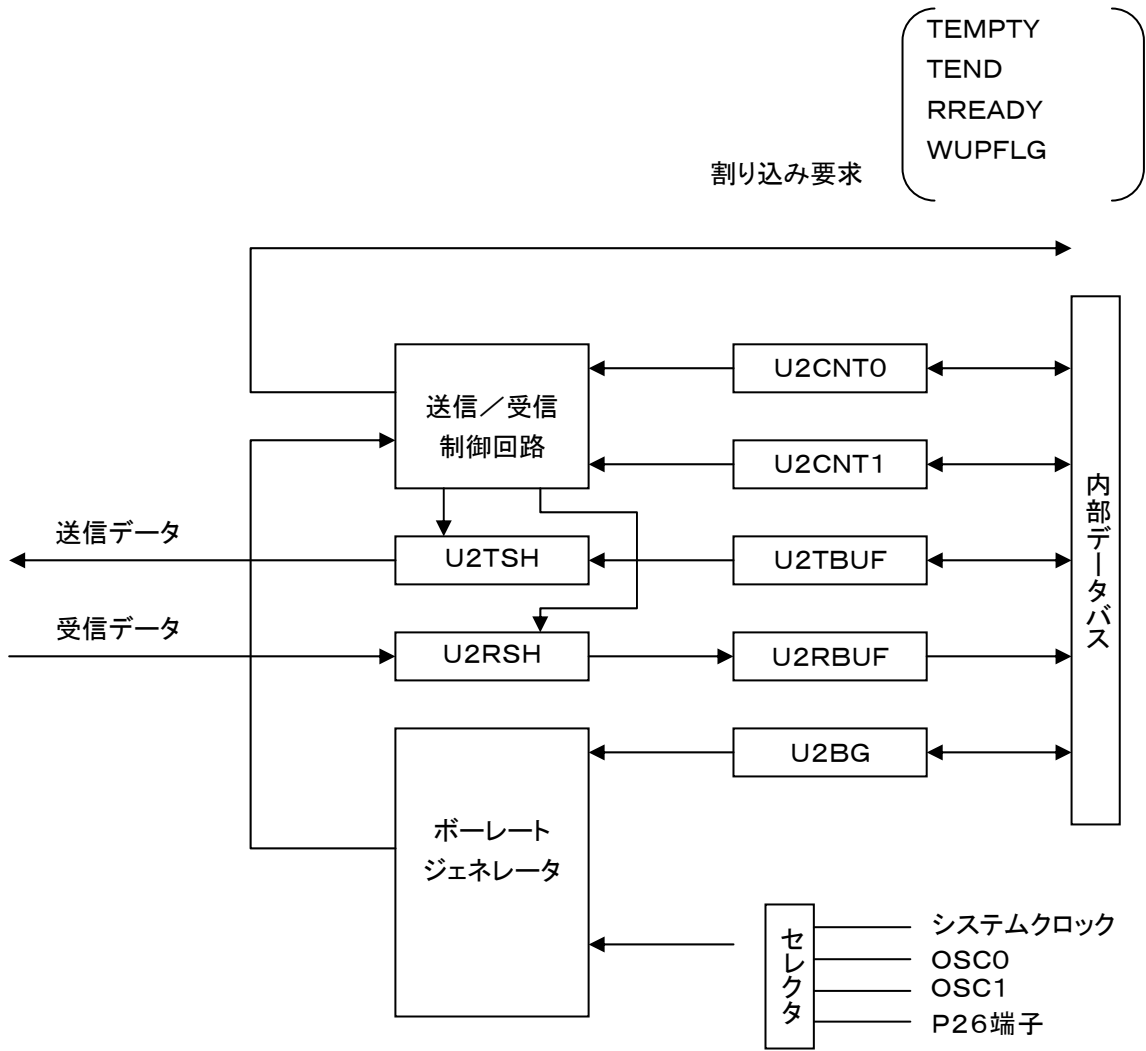 TEMPTY
TEND
RREADY
WUPFLG
割り込み要求
送信／受信
制御回路
U2CNT0
U2CNT1
送信データ
U2TSH
U2TBUF
受信データ
U2RSH
U2RBUF
内部データバス
U2BG
ボーレート
ジェネレータ
セレクタ
システムクロック
OSC0
OSC1
P26端子